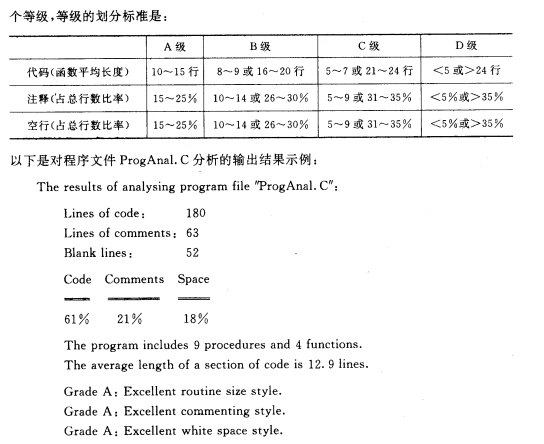 个等级,等级的划分标准是:
A 级 B 级 C 级 D 级
代码(函数平均长度) 10～15 行 8～9 或 16～20 行 5～7 或 21～24 行 <5 或>24 行
注释(占总行数比率) 15～25% 10～14 或 26～30% 5～9 或 31～35% <5%或>35%
空行(占总行数比率) 15～25% 10～14 或 26～30% 5～9 或 31～35% <5%或>35%
以下是对程序文件 ProgAnal.C 分析的输出结果示例:
The results of analysing program file "ProgAnal.C":
Lines of code: 180
Lines of comments: 63
Blank lines: 52
Code Comments Space
61% 21% 18%
The program includes 9 procedures and 4 functions.
The average length of a section of code is 12.9 lines.
Grade A: Excellent routine size style.
Grade A: Excellent commenting style.
Grade A: Excellent white space style.